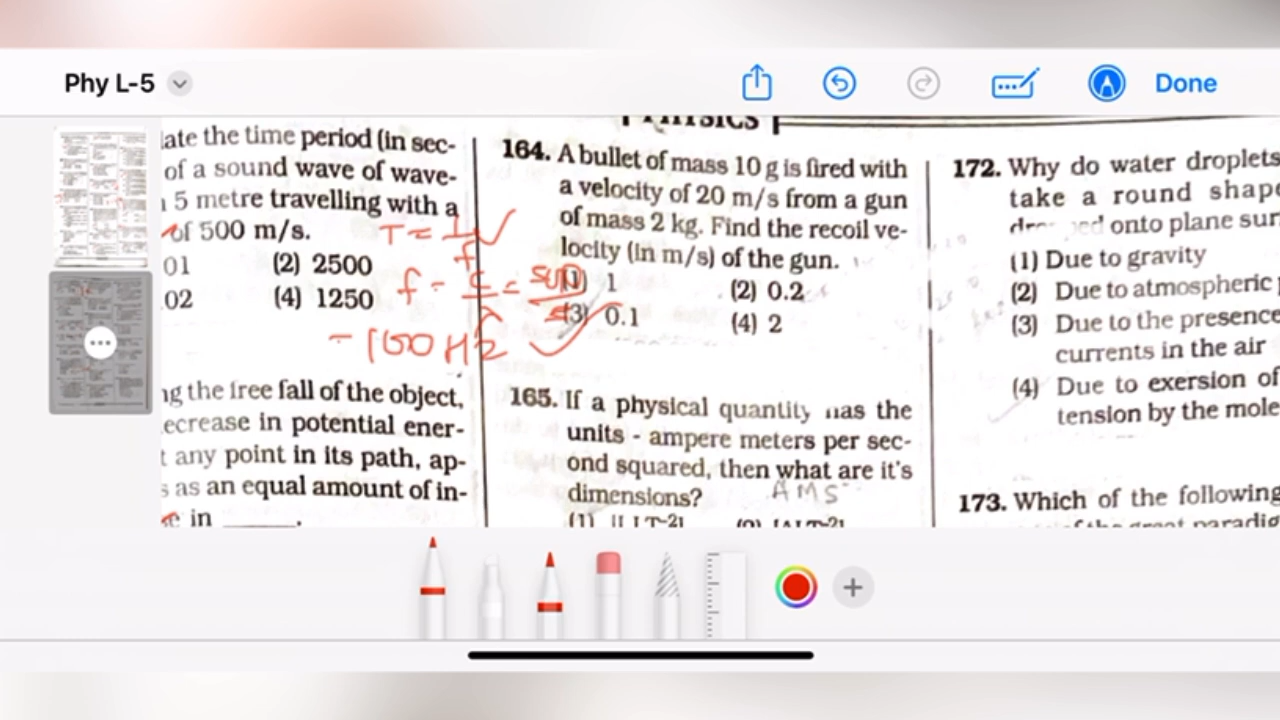 Phy L-5
Done
PHYSICS
ate the time period (in sec-
of a sound wave of wave-
5 metre travelling with a
of 500 m/s.
01 (2) 2500
02 (4) 1250
T = 1/f
f = c/λ = 500/5
= 100 Hz
ng the free fall of the object,
ecrease in potential ener-
t any point in its path, ap-
s as an equal amount of in-
in ______.
164. A bullet of mass 10 g is fired with
a velocity of 20 m/s from a gun
of mass 2 kg. Find the recoil ve-
locity (in m/s) of the gun.
(1) 1 (2) 0.2
(3) 0.1 (4) 2
165. If a physical quantity has the
units - ampere meters per sec-
ond squared, then what are it's
dimensions?
AMS
172. Why do water droplets
take a round shape
onto plane sur
(1) Due to gravity
(2) Due to atmospheric
(3) Due to the presence
currents in the air
(4) Due to exersion of
tension by the mole
173. Which of the following